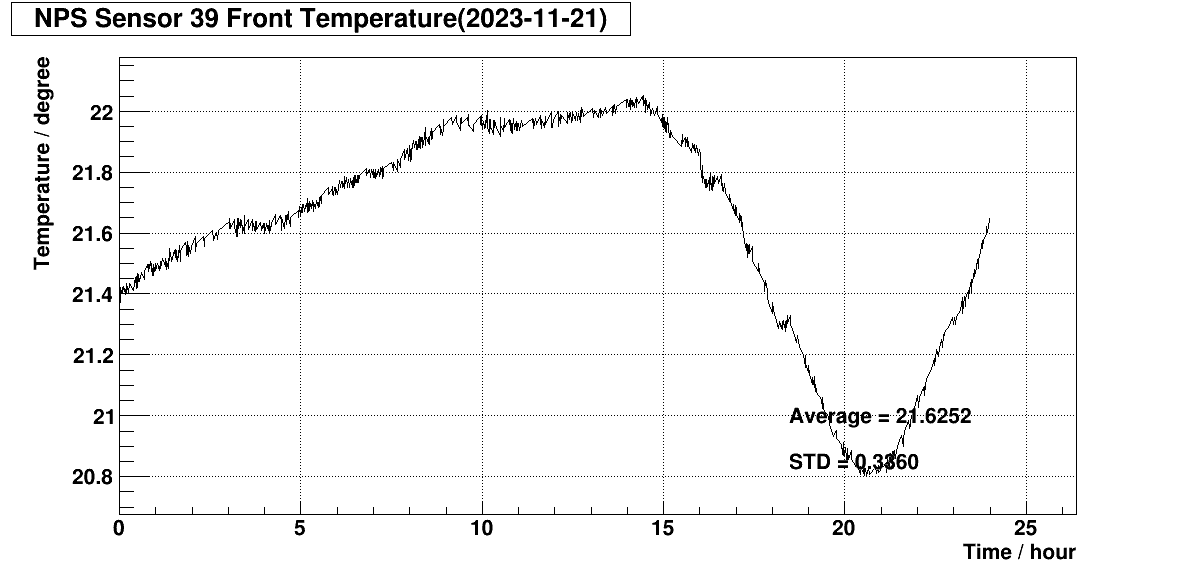 NPS Sensor 39 Front Temperature(2023-11-21)
Temperature / degree
22
21.8
21.6
21.4
21.2
21
20.8
Average = 21.6252
STD = 0.3360
0 5 10 15 20 25
Time / hour